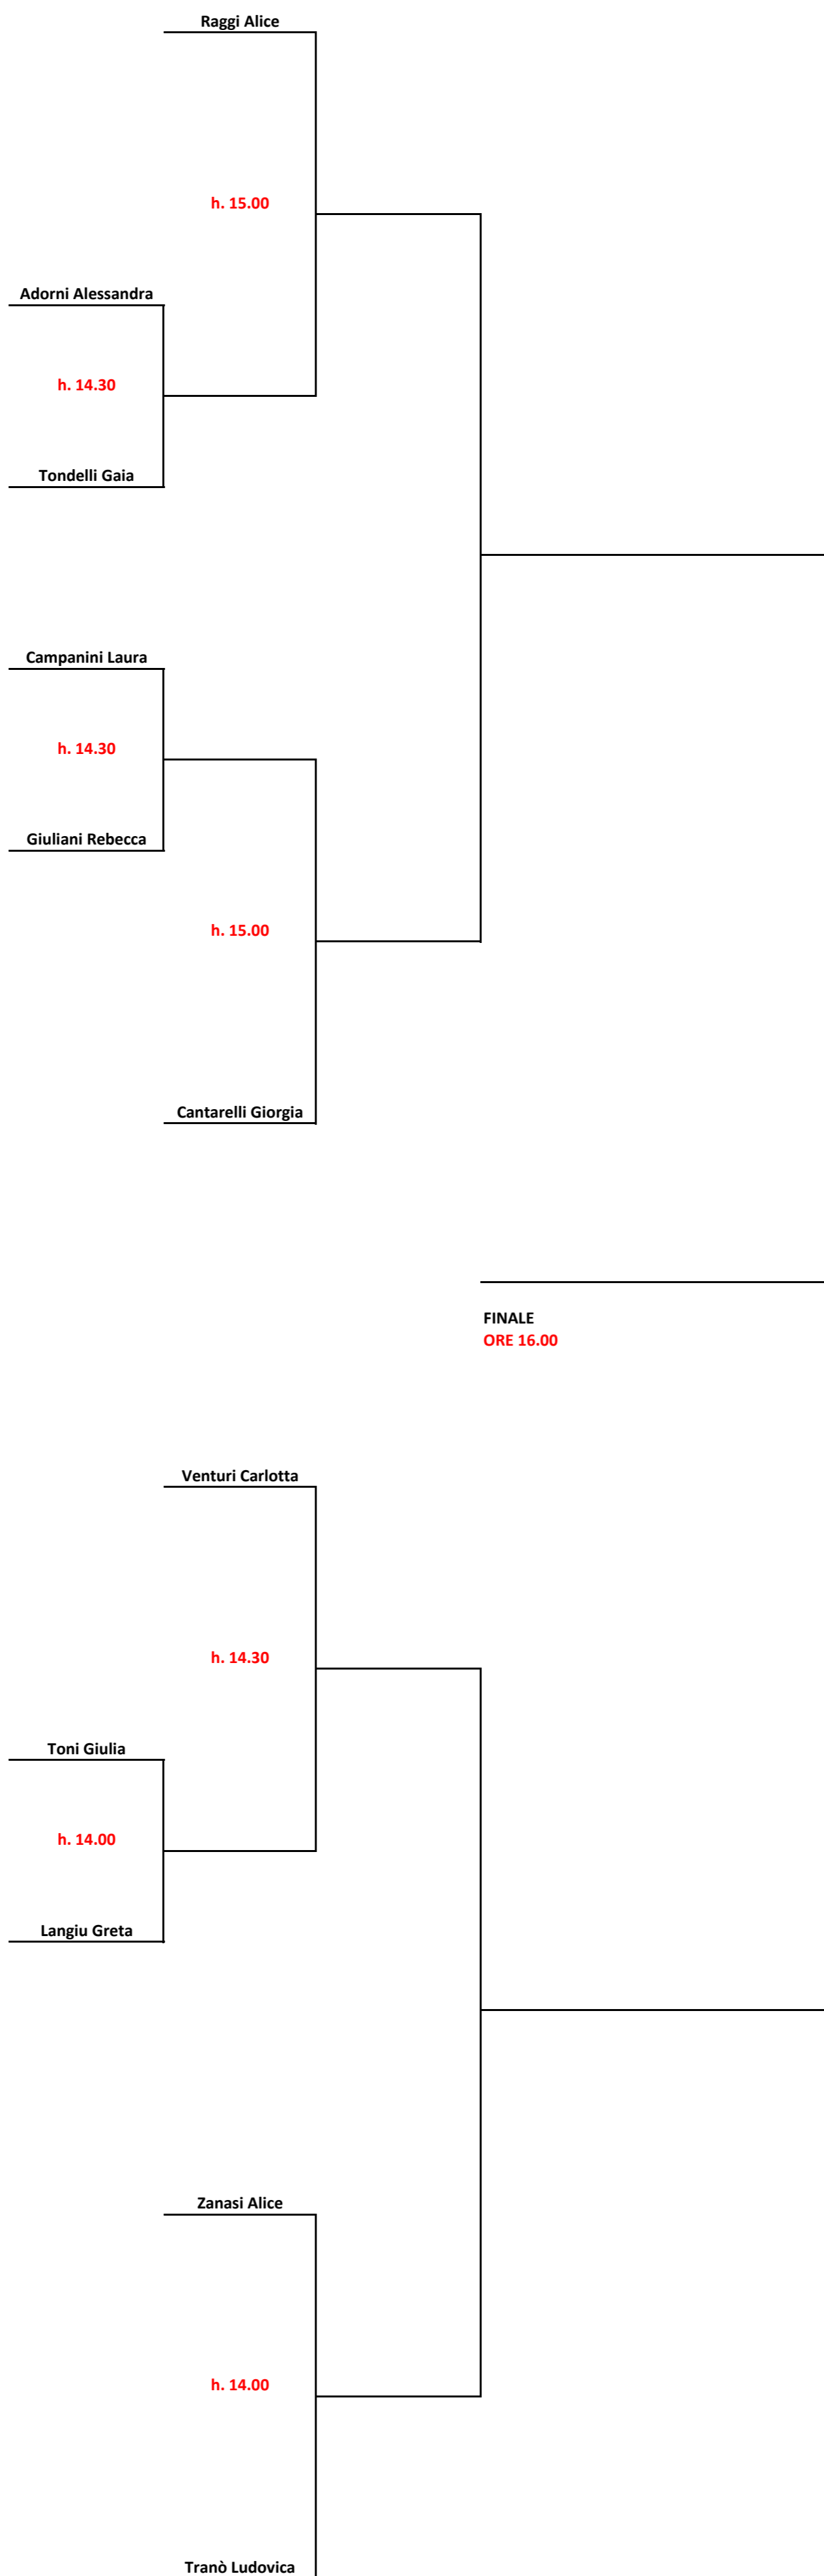 Raggi Alice
h. 15.00
Adorni Alessandra
h. 14.30
Tondelli Gaia
Campanini Laura
h. 14.30
Giuliani Rebecca
h. 15.00
Cantarelli Giorgia
FINALE
ORE 16.00
Venturi Carlotta
h. 14.30
Toni Giulia
h. 14.00
Langiu Greta
Zanasi Alice
h. 14.00
Tranò Ludovica